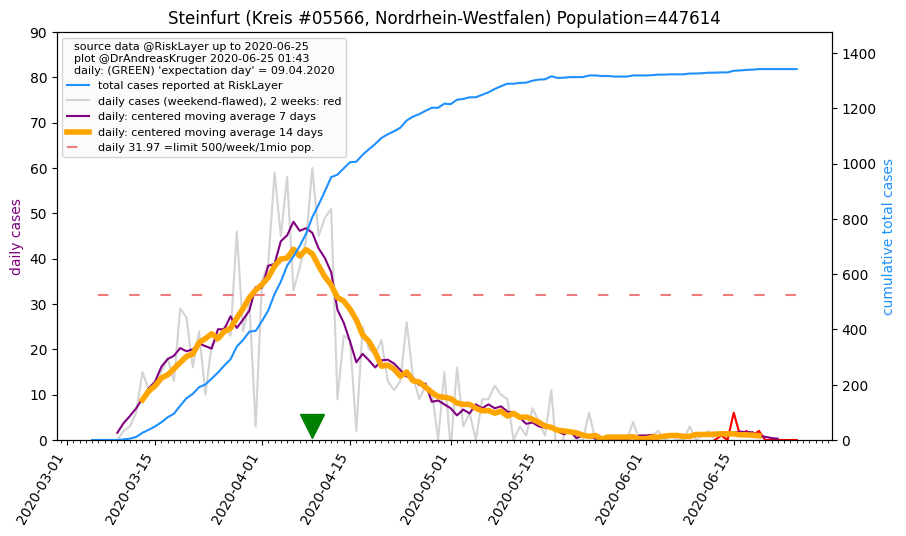 Steinfurt (Kreis #05566, Nordrhein-Westfalen) Population=447614
source data @RiskLayer up to 2020-06-25
plot @DrAndreasKruger 2020-06-25 01:43
daily: (GREEN) 'expectation day' = 09.04.2020
total cases reported at RiskLayer
daily cases (weekend-flawed), 2 weeks: red
daily: centered moving average 7 days
daily: centered moving average 14 days
daily 31.97 =limit 500/week/1mio pop.
daily cases
90
80
70
60
50
40
30
20
10
0
1400
1200
1000
800
600
400
200
0
cumulative total cases
2020-03-01
2020-03-15
2020-04-01
2020-04-15
2020-05-01
2020-05-15
2020-06-01
2020-06-15